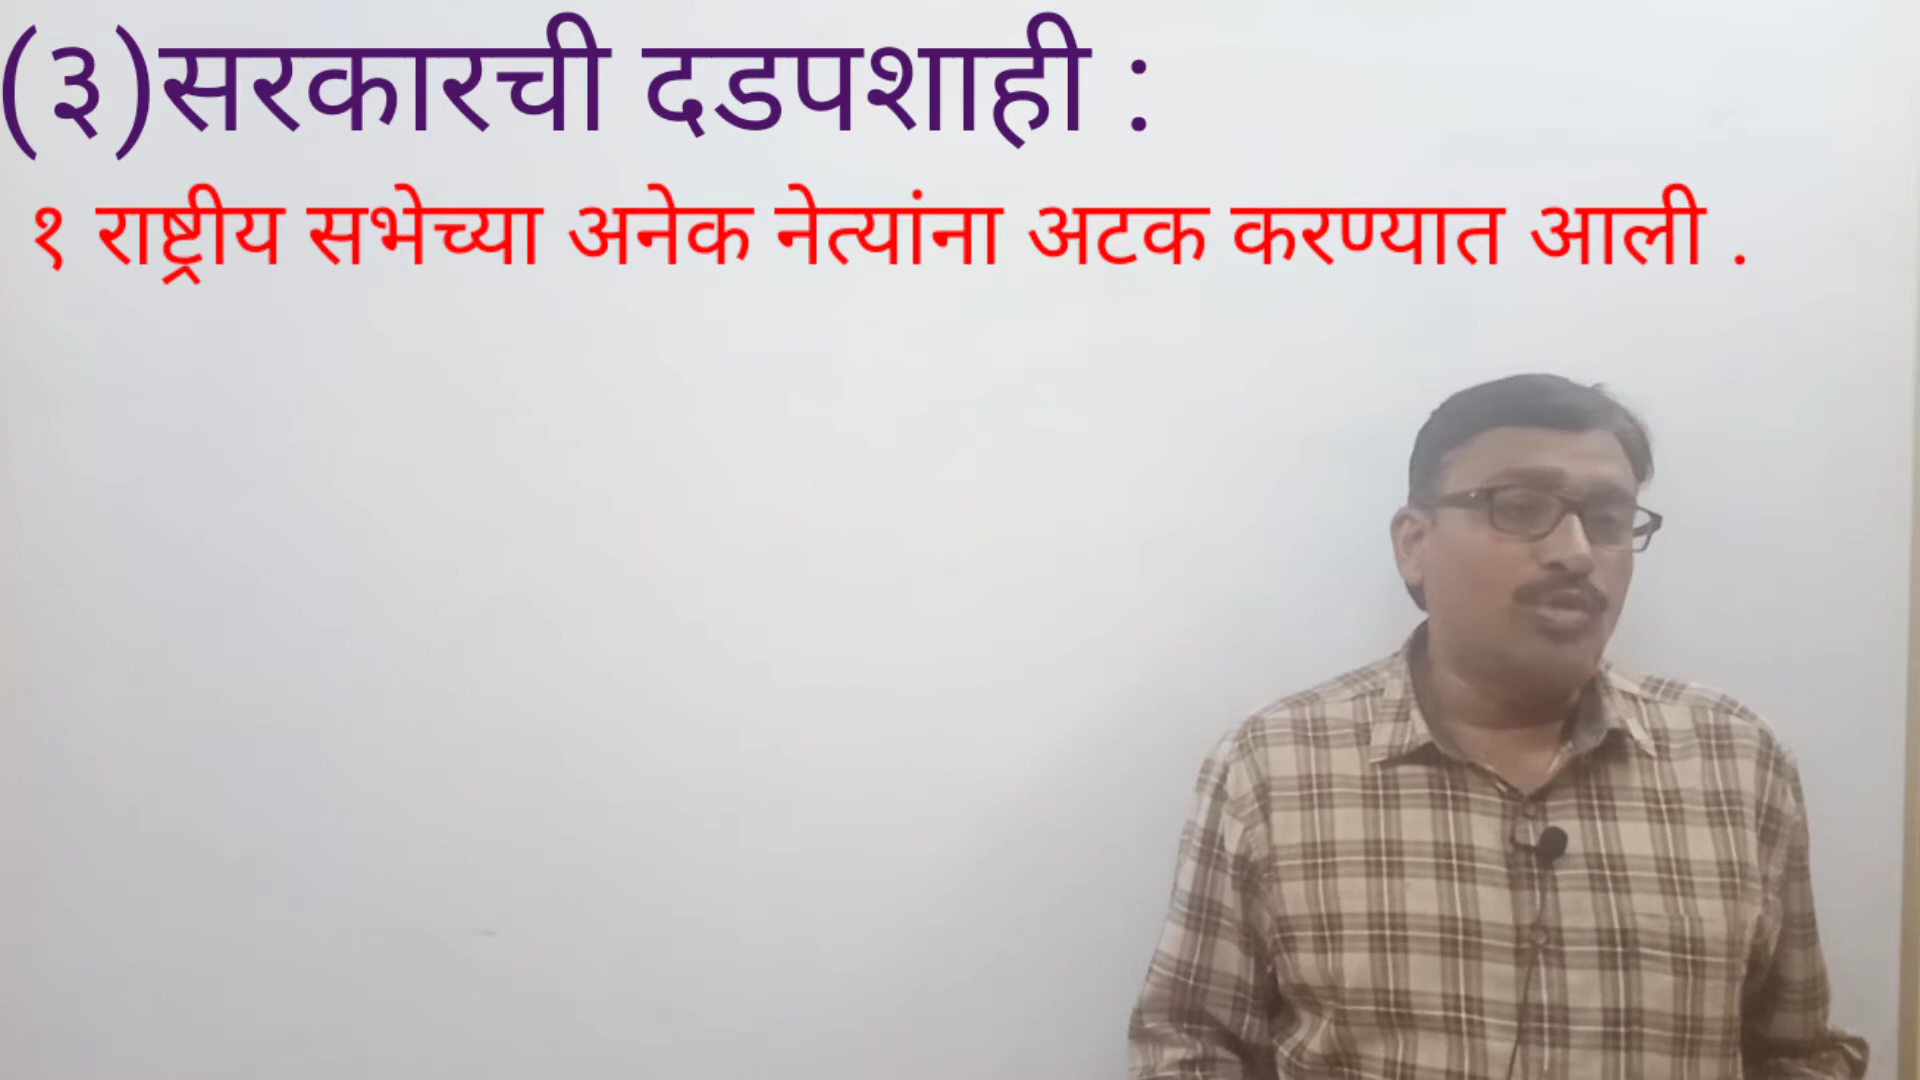 (३)सरकारची दडपशाही :
१ राष्ट्रीय सभेच्या अनेक नेत्यांना अटक करण्यात आली .